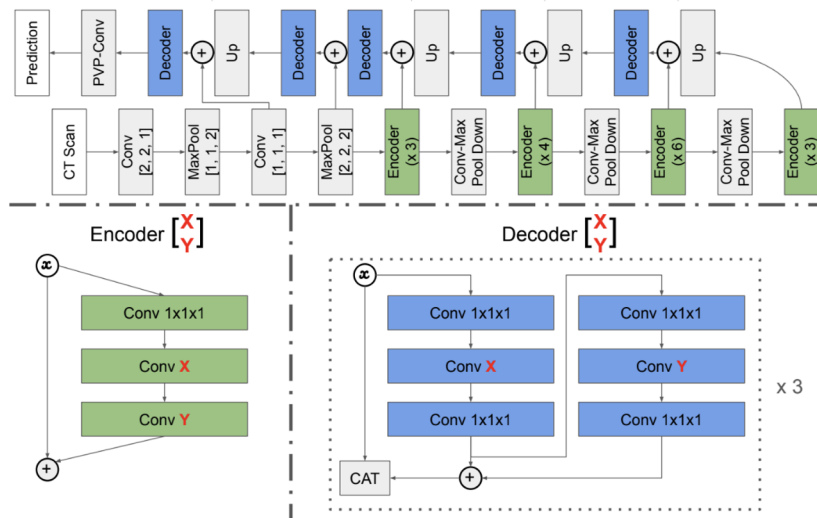 Prediction
PVP-Conv
Decoder
+
Up
Decoder
+
Decoder
+
Up
Decoder
+
Up
Decoder
+
Up
CT Scan
Conv
[2, 2, 1]
MaxPool
[1, 1, 2]
Conv
[1, 1, 1]
MaxPool
[2, 2, 2]
Encoder
(x 3)
Conv-Max
Pool Down
Encoder
(x 4)
Conv-Max
Pool Down
Encoder
(x 6)
Conv-Max
Pool Down
Encoder
(x 3)
Encoder [X
Y]
x
Conv 1x1x1
Conv X
Conv Y
+
Decoder [X
Y]
x
Conv 1x1x1
Conv 1x1x1
Conv X
Conv Y
Conv 1x1x1
Conv 1x1x1
x 3
CAT
+